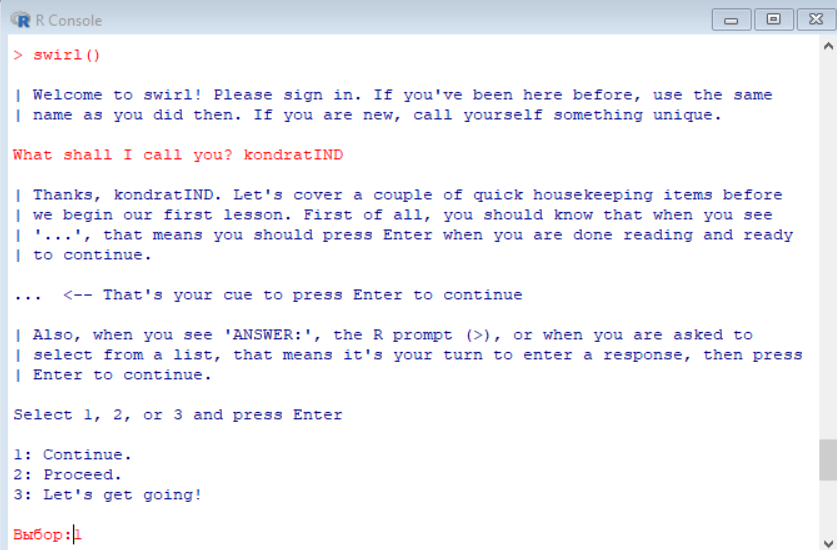 R Console
> swirl()
| Welcome to swirl! Please sign in. If you've been here before, use the same
| name as you did then. If you are new, call yourself something unique.
What shall I call you? kondratIND
| Thanks, kondratIND. Let's cover a couple of quick housekeeping items before
| we begin our first lesson. First of all, you should know that when you see
| '...', that means you should press Enter when you are done reading and ready
| to continue.
... <-- That's your cue to press Enter to continue
| Also, when you see 'ANSWER:', the R prompt (>), or when you are asked to
| select from a list, that means it's your turn to enter a response, then press
| Enter to continue.
Select 1, 2, or 3 and press Enter
1: Continue.
2: Proceed.
3: Let's get going!
Выбор:1